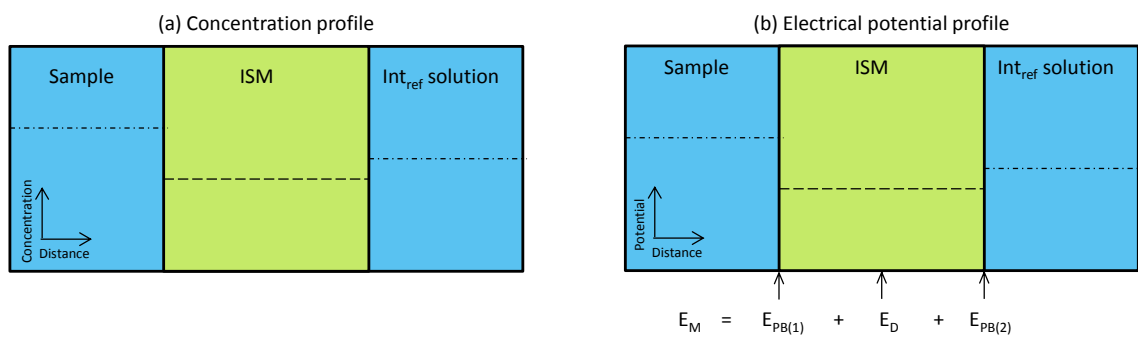 (a) Concentration profile
Sample
ISM
Int_ref solution
Concentration
Distance
(b) Electrical potential profile
Sample
ISM
Int_ref solution
Potential
Distance
E_M = E_PB(1) + E_D + E_PB(2)